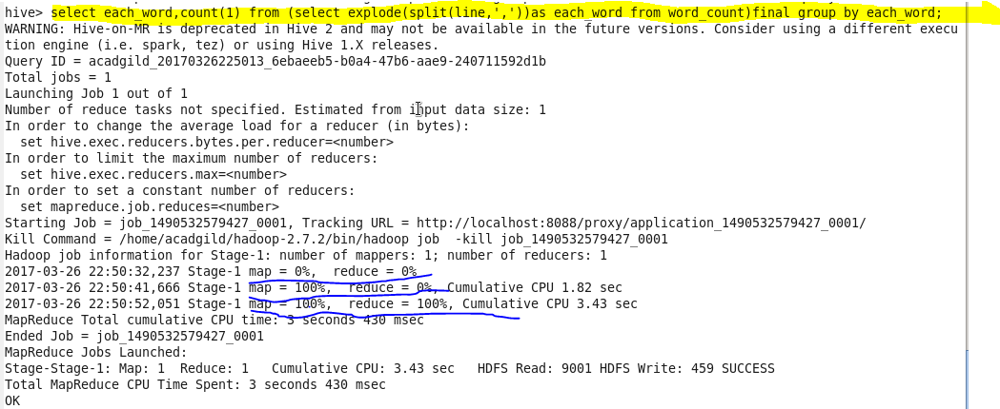 hive> select each_word,count(1) from (select explode(split(line,','))as each_word from word_count)final group by each_word;
WARNING: Hive-on-MR is deprecated in Hive 2 and may not be available in the future versions. Consider using a different execu
tion engine (i.e. spark, tez) or using Hive 1.X releases.
Query ID = acadgild_20170326225013_6ebaeeb5-b0a4-47b6-aae9-240711592d1b
Total jobs = 1
Launching Job 1 out of 1
Number of reduce tasks not specified. Estimated from input data size: 1
In order to change the average load for a reducer (in bytes):
  set hive.exec.reducers.bytes.per.reducer=<number>
In order to limit the maximum number of reducers:
  set hive.exec.reducers.max=<number>
In order to set a constant number of reducers:
  set mapreduce.job.reduces=<number>
Starting Job = job_1490532579427_0001, Tracking URL = http://localhost:8088/proxy/application_1490532579427_0001/
Kill Command = /home/acadgild/hadoop-2.7.2/bin/hadoop job  -kill job_1490532579427_0001
Hadoop job information for Stage-1: number of mappers: 1; number of reducers: 1
2017-03-26 22:50:32,237 Stage-1 map = 0%,  reduce = 0%
2017-03-26 22:50:41,666 Stage-1 map = 100%,  reduce = 0%, Cumulative CPU 1.82 sec
2017-03-26 22:50:52,051 Stage-1 map = 100%,  reduce = 100%, Cumulative CPU 3.43 sec
MapReduce Total cumulative CPU time: 3 seconds 430 msec
Ended Job = job_1490532579427_0001
MapReduce Jobs Launched:
Stage-Stage-1: Map: 1  Reduce: 1   Cumulative CPU: 3.43 sec   HDFS Read: 9001 HDFS Write: 459 SUCCESS
Total MapReduce CPU Time Spent: 3 seconds 430 msec
OK